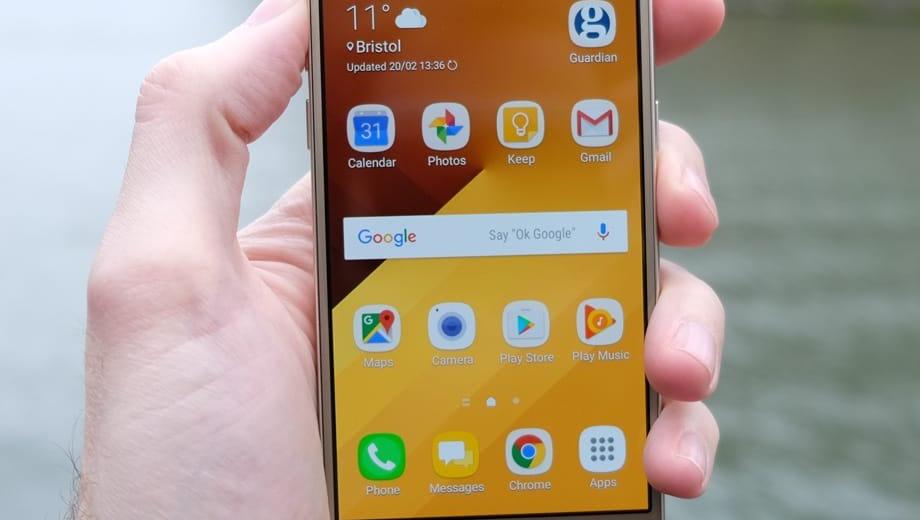 11°
Bristol
Updated 20/02 13:36
g
Guardian
31
Calendar
Photos
Keep
Gmail
Google
Say "Ok Google"
G
Maps
Camera
Play Store
Play Music
Phone
Messages
Chrome
Apps